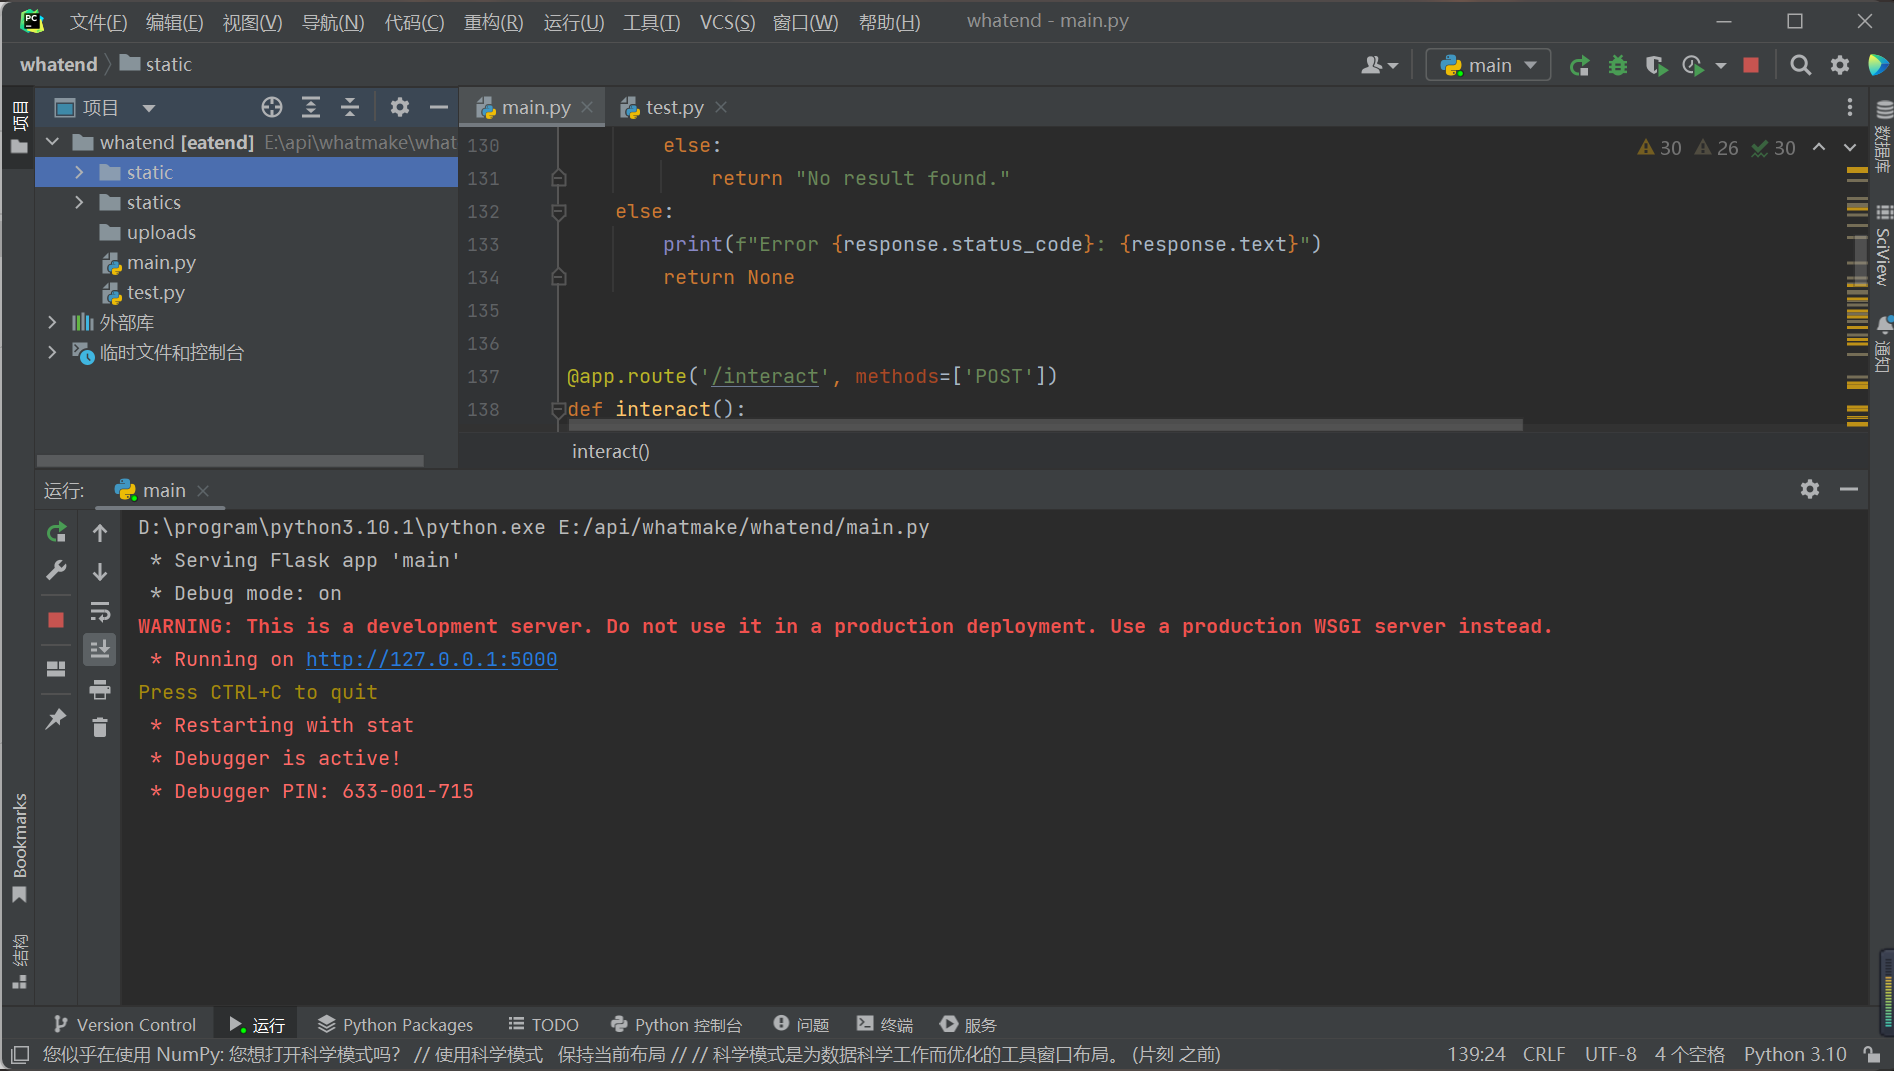 文件(F) 编辑(E) 视图(V) 导航(N) 代码(C) 重构(R) 运行(U) 工具(T) VCS(S) 窗口(W) 帮助(H) whatend - main.py
whatend static
main
项目
main.py test.py
项目
whatend [eatend] E:\api\whatmake\what
static
statics
uploads
main.py
test.py
外部库
临时文件和控制台
30 26 30
130 else:
131 return "No result found."
132 else:
133 print(f"Error {response.status_code}: {response.text}")
134 return None
135
136
137 @app.route('/interact', methods=['POST'])
138 def interact():
interact()
数据库
SciView
通知
运行: main
D:\program\python3.10.1\python.exe E:/api/whatmake/whatend/main.py
* Serving Flask app 'main'
* Debug mode: on
WARNING: This is a development server. Do not use it in a production deployment. Use a production WSGI server instead.
* Running on http://127.0.0.1:5000
Press CTRL+C to quit
* Restarting with stat
* Debugger is active!
* Debugger PIN: 633-001-715
Bookmarks
结构
Version Control 运行 Python Packages TODO Python 控制台 问题 终端 服务
您似乎在使用 NumPy: 您想打开科学模式吗? // 使用科学模式 保持当前布局 // // 科学模式是为数据科学工作而优化的工具窗口布局。 (片刻 之前) 139:24 CRLF UTF-8 4 个空格 Python 3.10